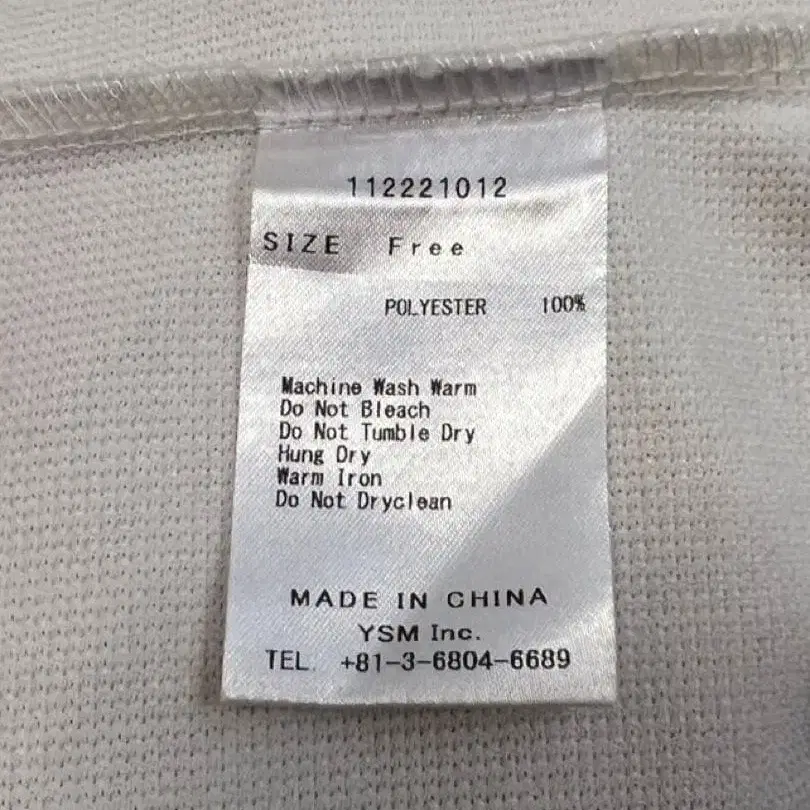 112221012
SIZE Free
POLYESTER 100%
Machine Wash Warm
Do Not Bleach
Do Not Tumble Dry
Hung Dry
Warm Iron
Do Not Dryclean
MADE IN CHINA
YSM Inc.
TEL. +81-3-6804-6689